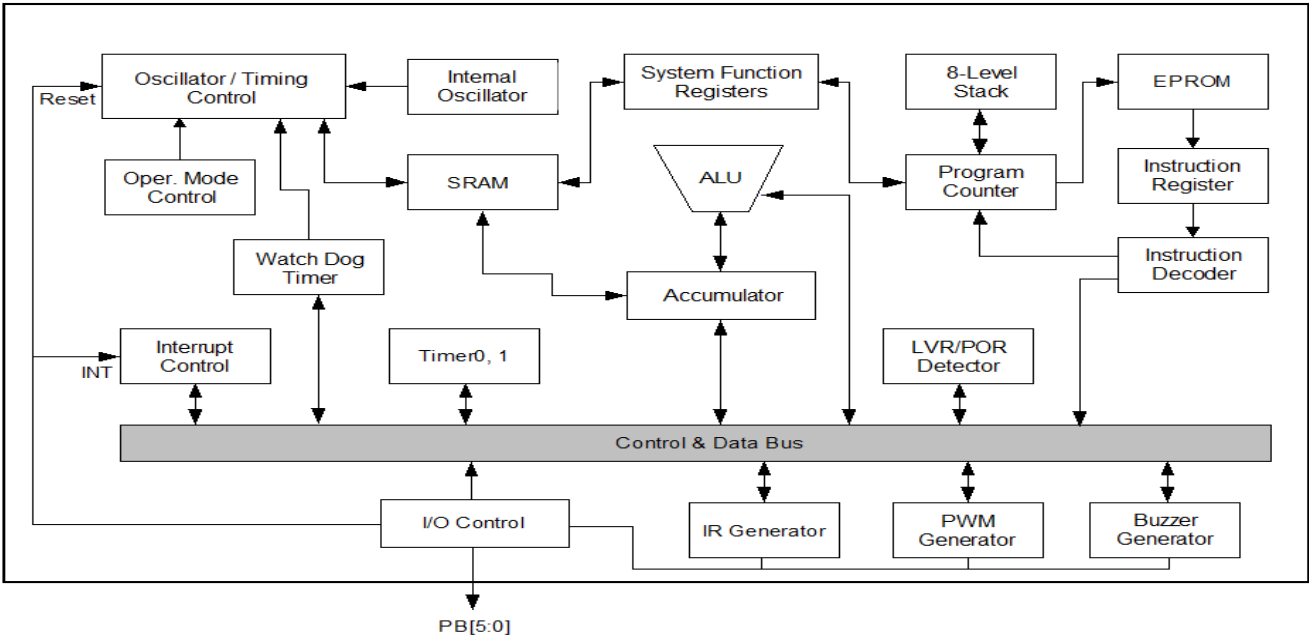 Oscillator / Timing
Control
Internal
Oscillator
System Function
Registers
8-Level
Stack
EPROM
Reset
Oper. Mode
Control
SRAM
ALU
Program
Counter
Instruction
Register
Watch Dog
Timer
Accumulator
Instruction
Decoder
Interrupt
Control
INT
Timer0, 1
LVR/POR
Detector
Control & Data Bus
I/O Control
IR Generator
PWM
Generator
Buzzer
Generator
PB[5:0]